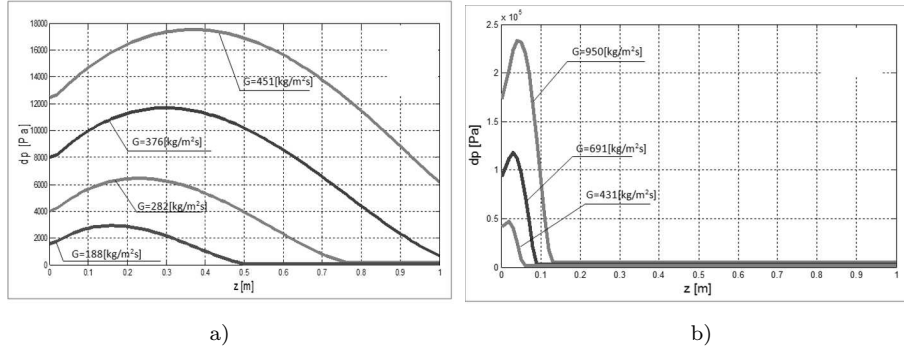 18000
16000
14000
12000
10000
8000
6000
4000
2000
0
dp [Pa]
G=451[kg/m²s]
G=376[kg/m²s]
G=282[kg/m²s]
G=188[kg/m²s]
0 0.1 0.2 0.3 0.4 0.5 0.6 0.7 0.8 0.9 1
z [m]
a)
× 10⁵
2.5
2
1.5
1
0.5
0
dp [Pa]
G=950[kg/m²s]
G=691[kg/m²s]
G=431[kg/m²s]
0 0.1 0.2 0.3 0.4 0.5 0.6 0.7 0.8 0.9 1
z [m]
b)